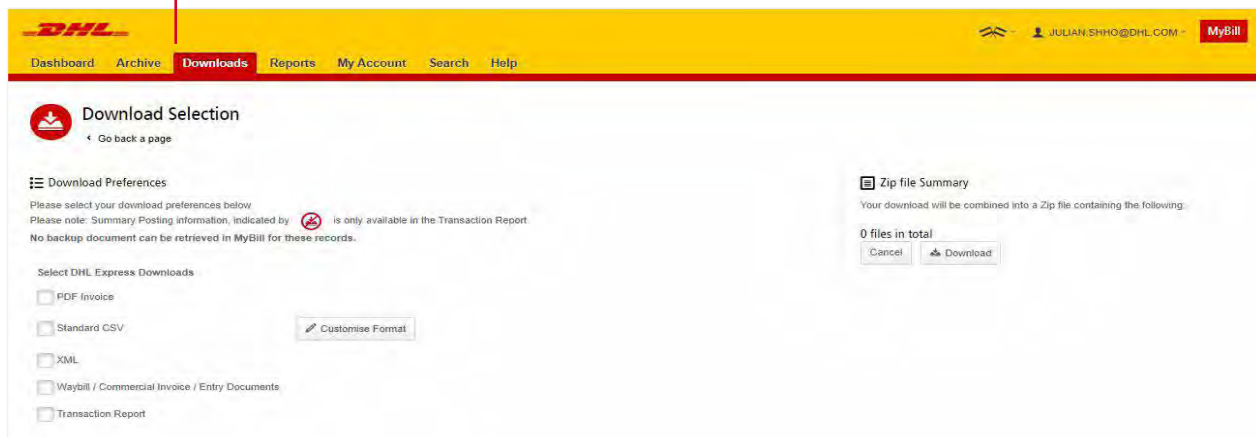 DHL
JULIAN.SHHO@DHL.COM
MyBill
Dashboard Archive Downloads Reports My Account Search Help
Download Selection
Go back a page
Download Preferences
Please select your download preferences below
Please note: Summary Posting information, indicated by is only available in the Transaction Report
No backup document can be retrieved in MyBill for these records.
Select DHL Express Downloads
PDF Invoice
Standard CSV Customise Format
XML
Waybill / Commercial Invoice / Entry Documents
Transaction Report
Zip file Summary
Your download will be combined into a Zip file containing the following:
0 files in total
Cancel Download